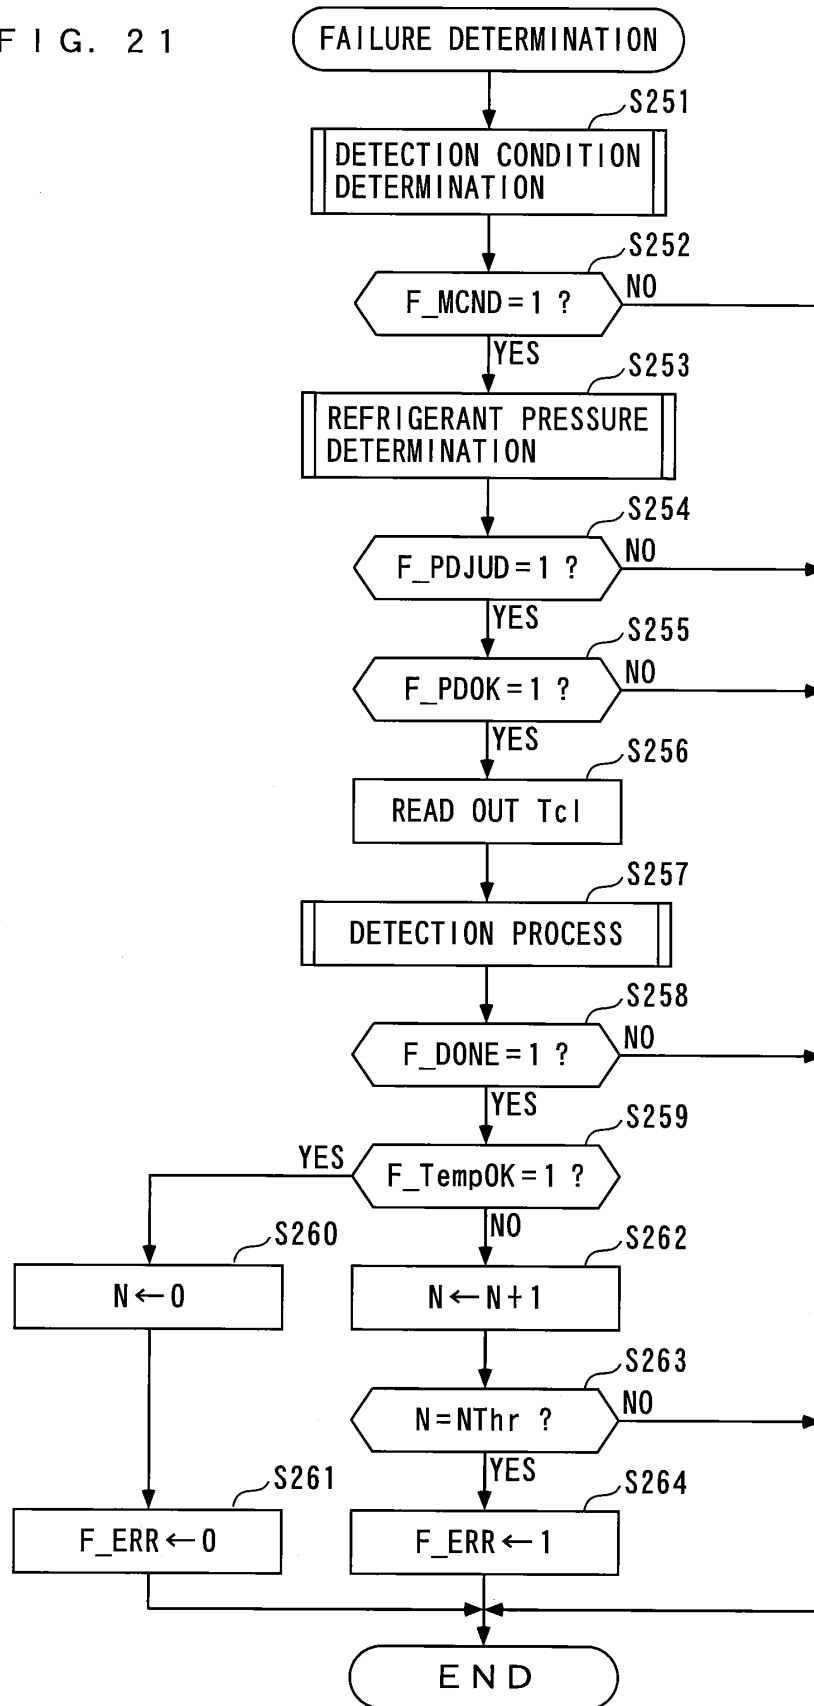 FIG. 21
FAILURE DETERMINATION
S251
DETECTION CONDITION
DETERMINATION
S252
F_MCND=1 ?
NO
YES
S253
REFRIGERANT PRESSURE
DETERMINATION
S254
F_PDJUD=1 ?
NO
YES
S255
F_PDOK=1 ?
NO
YES
S256
READ OUT Tcl
S257
DETECTION PROCESS
S258
F_DONE=1 ?
NO
YES
S259
YES
F_TempOK=1 ?
NO
S260
N←0
S262
N←N+1
S263
N=NThr ?
NO
YES
S261
F_ERR←0
S264
F_ERR←1
END